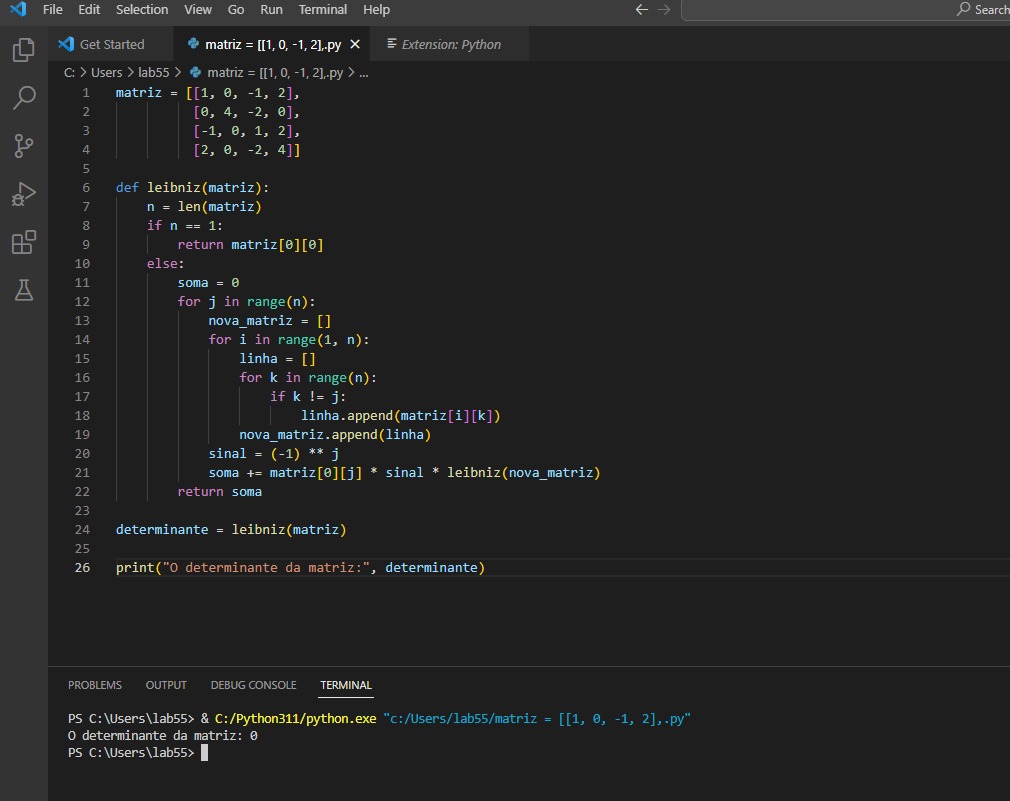 File Edit Selection View Go Run Terminal Help Search
Get Started matriz = [[1, 0, -1, 2],.py Extension: Python
C: > Users > lab55 > matriz = [[1, 0, -1, 2],.py > ...
1 matriz = [[1, 0, -1, 2],
2 [0, 4, -2, 0],
3 [-1, 0, 1, 2],
4 [2, 0, -2, 4]]
5
6 def leibniz(matriz):
7 n = len(matriz)
8 if n == 1:
9 return matriz[0][0]
10 else:
11 soma = 0
12 for j in range(n):
13 nova_matriz = []
14 for i in range(1, n):
15 linha = []
16 for k in range(n):
17 if k != j:
18 linha.append(matriz[i][k])
19 nova_matriz.append(linha)
20 sinal = (-1) ** j
21 soma += matriz[0][j] * sinal * leibniz(nova_matriz)
22 return soma
23
24 determinante = leibniz(matriz)
25
26 print("O determinante da matriz:", determinante)
PROBLEMS OUTPUT DEBUG CONSOLE TERMINAL
PS C:\Users\lab55> & C:/Python311/python.exe "c:/Users/lab55/matriz = [[1, 0, -1, 2],.py"
O determinante da matriz: 0
PS C:\Users\lab55>